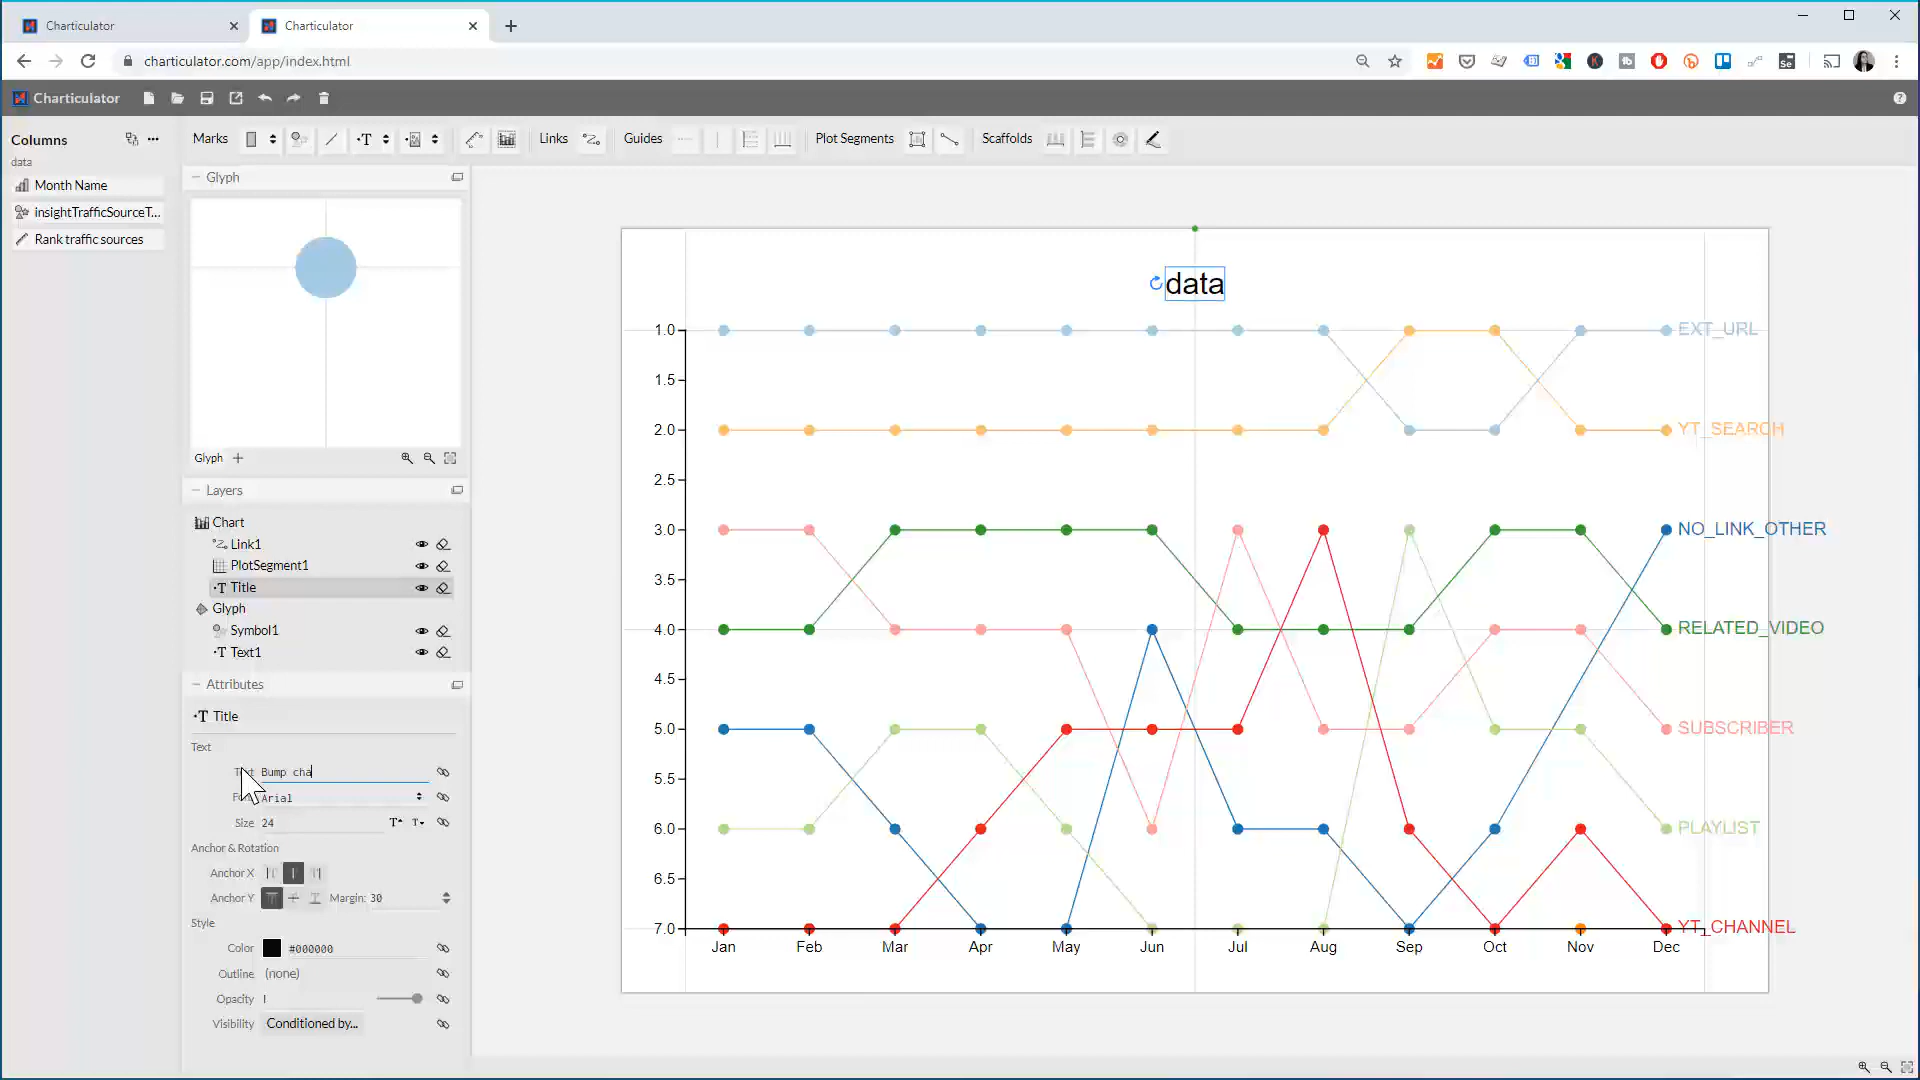 Charticulator
Charticulator
charticulator.com/app/index.html
Charticulator
Columns
data
Month Name
insightTrafficSourceT...
Rank traffic sources
Marks
Links
Guides
Plot Segments
Scaffolds
Glyph
Glyph
Layers
Chart
Link1
PlotSegment1
Title
Glyph
Symbol1
Text1
Attributes
Title
Text
Bump cha
Arial
Size 24
Anchor & Rotation
Anchor X
Anchor Y Margin: 30
Style
Color #000000
Outline (none)
Opacity 1
Visibility Conditioned by...
data
1.0
1.5
2.0
2.5
3.0
3.5
4.0
4.5
5.0
5.5
6.0
6.5
7.0
EXT_URL
YT_SEARCH
NO_LINK_OTHER
RELATED_VIDEO
SUBSCRIBER
PLAYLIST
YT_CHANNEL
Jan Feb Mar Apr May Jun Jul Aug Sep Oct Nov Dec